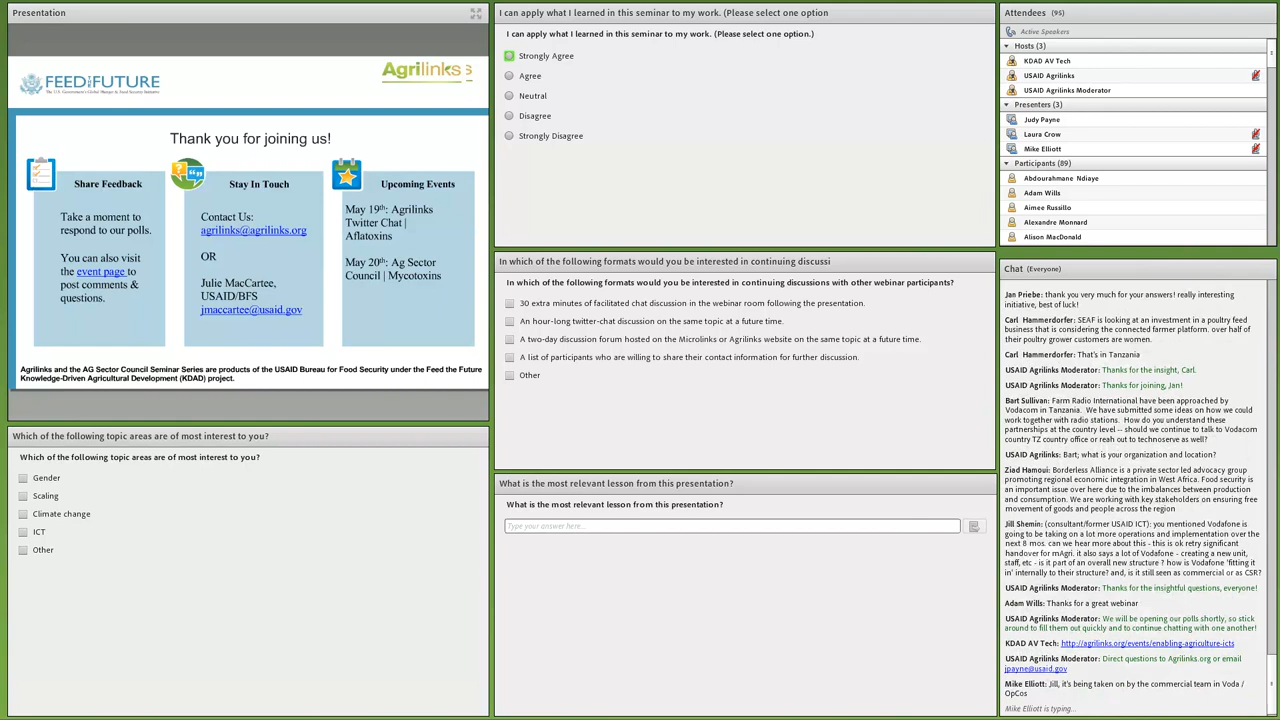 Presentation
FEED THE FUTURE
The U.S. Government's Global Hunger & Food Security Initiative
Agrilinks
Thank you for joining us!
Share Feedback
Take a moment to
respond to our polls.
You can also visit
the event page to
post comments &
questions.
Stay In Touch
Contact Us:
agrilinks@agrilinks.org
OR
Julie MacCartee,
USAID/BFS
jmaccartee@usaid.gov
Upcoming Events
May 19th: Agrilinks
Twitter Chat |
Aflatoxins
May 20th: Ag Sector
Council | Mycotoxins
Agrilinks and the AG Sector Council Seminar Series are products of the USAID Bureau for Food Security under the Feed the Future
Knowledge-Driven Agricultural Development (KDAD) project.
Which of the following topic areas are of most interest to you?
Which of the following topic areas are of most interest to you?
Gender
Scaling
Climate change
ICT
Other
I can apply what I learned in this seminar to my work. (Please select one option
I can apply what I learned in this seminar to my work. (Please select one option.)
Strongly Agree
Agree
Neutral
Disagree
Strongly Disagree
In which of the following formats would you be interested in continuing discussi
In which of the following formats would you be interested in continuing discussions with other webinar participants?
30 extra minutes of facilitated chat discussion in the webinar room following the presentation.
An hour-long twitter-chat discussion on the same topic at a future time.
A two-day discussion forum hosted on the Microlinks or Agrilinks website on the same topic at a future time.
A list of participants who are willing to share their contact information for further discussion.
Other
What is the most relevant lesson from this presentation?
What is the most relevant lesson from this presentation?
Type your answer here...
Attendees (95)
Active Speakers
Hosts (3)
KDAD AV Tech
USAID Agrilinks
USAID Agrilinks Moderator
Presenters (3)
Judy Payne
Laura Crow
Mike Elliott
Participants (89)
Abdourahmane Ndiaye
Adam Wills
Aimee Russillo
Alexandre Monnard
Alison MacDonald
Chat (Everyone)
Jan Priebe: thank you very much for your answers! really interesting
initiative, best of luck!
Carl Hammerdorfer: SEAF is looking at an investment in a poultry feed
business that is considering the connected farmer platform. over half of
their poultry grower customers are women.
Carl Hammerdorfer: That's in Tanzania
USAID Agrilinks Moderator: Thanks for the insight, Carl.
USAID Agrilinks Moderator: Thanks for joining, Jan!
Bart Sullivan: Farm Radio International have been approached by
Vodacom in Tanzania. We have submitted some ideas on how we could
work together with radio stations. How do you understand these
partnerships at the country level -- should we continue to talk to Vodacom
country TZ country office or reah out to technoserve as well?
USAID Agrilinks: Bart; what is your organization and location?
Ziad Hamoui: Borderless Alliance is a private sector led advocacy group
promoting regional economic integration in West Africa. Food security is
an important issue over here due to the imbalances between production
and consumption. We are working with key stakeholders on ensuring free
movement of goods and people across the region
Jill Shemin: (consultant/former USAID ICT): you mentioned Vodafone is
going to be taking on a lot more operations and implementation over the
next 8 mos. can we hear more about this - this is ok retry significant
handover for mAgri. it also says a lot of Vodafone - creating a new unit,
staff, etc - is it part of an overall new structure ? how is Vodafone 'fitting it
in' internally to their structure? and, is it still seen as commercial or as CSR?
USAID Agrilinks Moderator: Thanks for the insightful questions, everyone!
Adam Wills: Thanks for a great webinar
USAID Agrilinks Moderator: We will be opening our polls shortly, so stick
around to fill them out quickly and to continue chatting with one another!
KDAD AV Tech: http://agrilinks.org/events/enabling-agriculture-icts
USAID Agrilinks Moderator: Direct questions to Agrilinks.org or email
jpayne@usaid.gov
Mike Elliott: Jill, it's being taken on by the commercial team in Voda /
OpCos
Mike Elliott is typing...